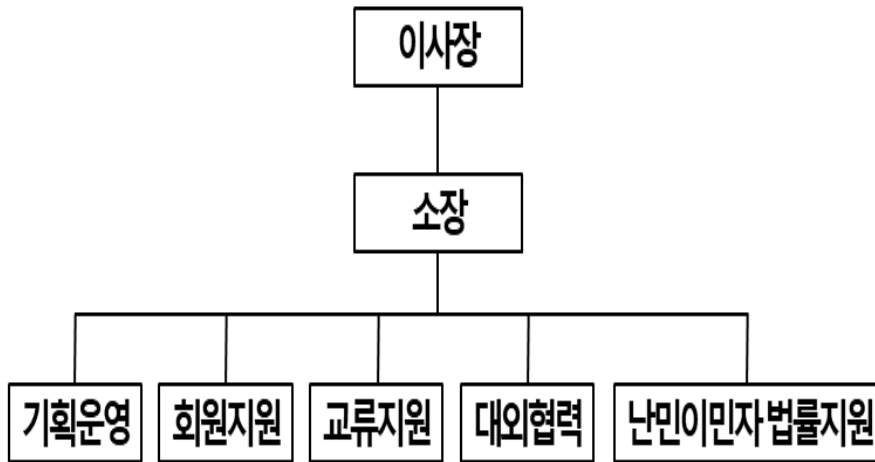 이사장
소장
기획운영
회원지원
교류지원
대외협력
난민이민자 법률지원